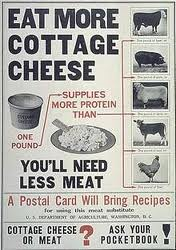 EAT MORE
COTTAGE
CHEESE
SUPPLIES
MORE PROTEIN
THAN
ONE
POUND
YOU'LL NEED
LESS MEAT
A Postal Card Will Bring Recipes
for using this meat substitute
U. S. DEPARTMENT OF AGRICULTURE, WASHINGTON, D. C.
COTTAGE CHEESE
OR MEAT ?
ASK YOUR
POCKETBOOK !